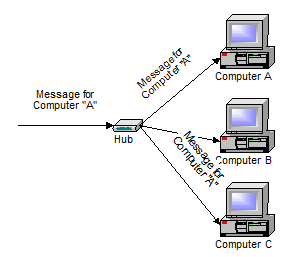 Message for
Computer "A"
Hub
Message for
Computer "A"
Computer A
Message for
Computer "A"
Computer B
Computer C